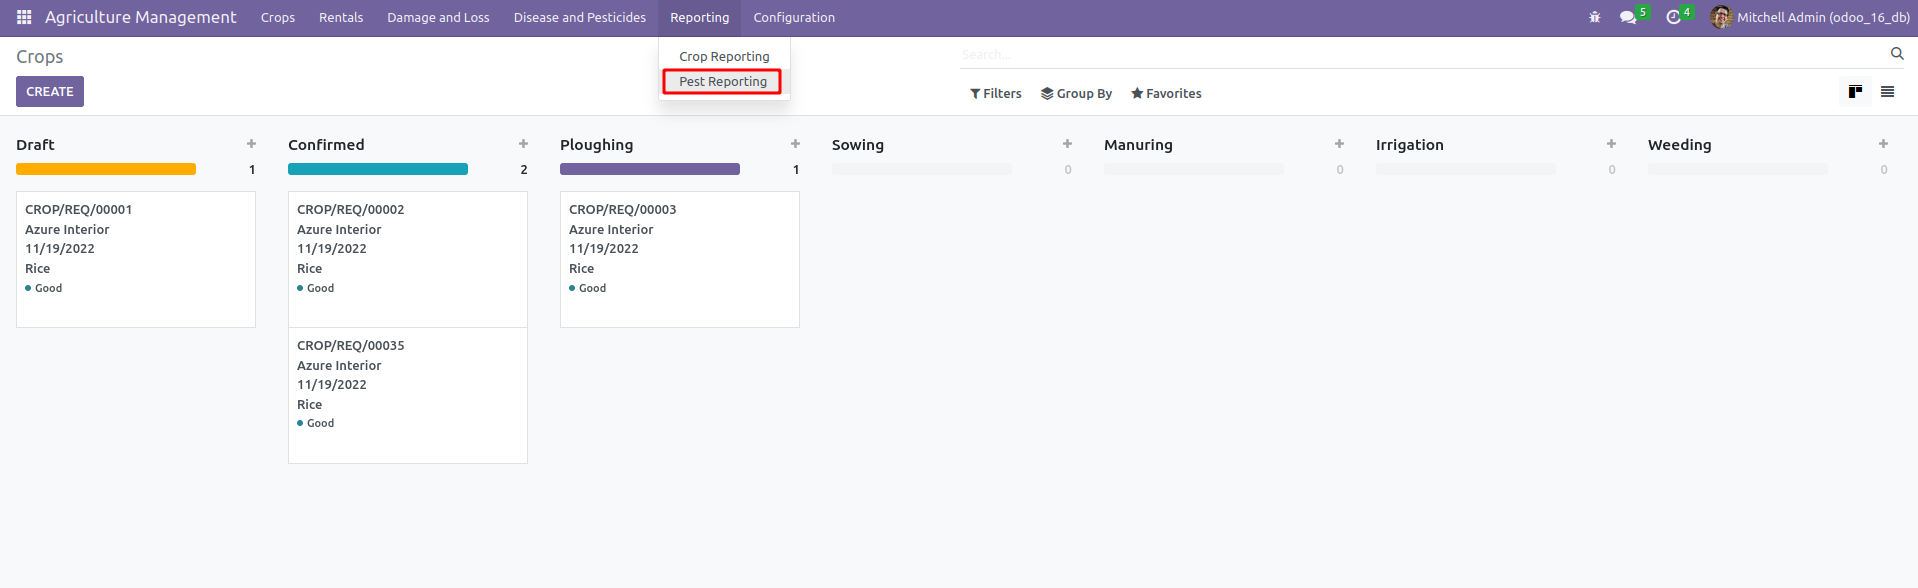 Agriculture Management Crops Rentals Damage and Loss Disease and Pesticides Reporting Configuration 5 4 Mitchell Admin (odoo_16_db)
Crops
Crop Reporting
Pest Reporting
Search...
CREATE
Filters Group By Favorites
Draft + Confirmed + Ploughing + Sowing + Manuring + Irrigation + Weeding +
1 2 1 0 0 0 0
CROP/REQ/00001
Azure Interior
11/19/2022
Rice
Good
CROP/REQ/00002
Azure Interior
11/19/2022
Rice
Good
CROP/REQ/00035
Azure Interior
11/19/2022
Rice
Good
CROP/REQ/00003
Azure Interior
11/19/2022
Rice
Good